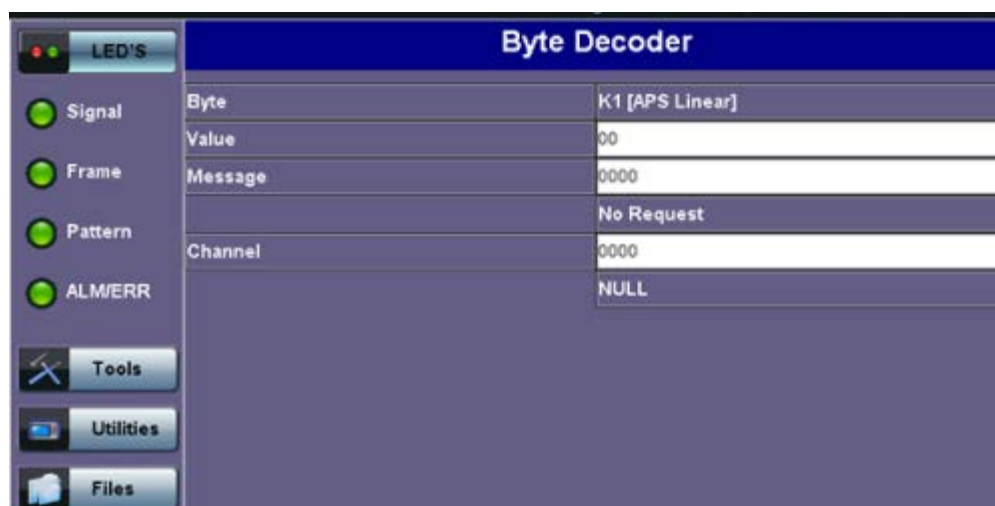 LED'S
Byte Decoder
Signal
Frame
Pattern
ALM/ERR
Tools
Utilities
Files
Byte K1 [APS Linear]
Value 00
Message 0000
No Request
Channel 0000
NULL